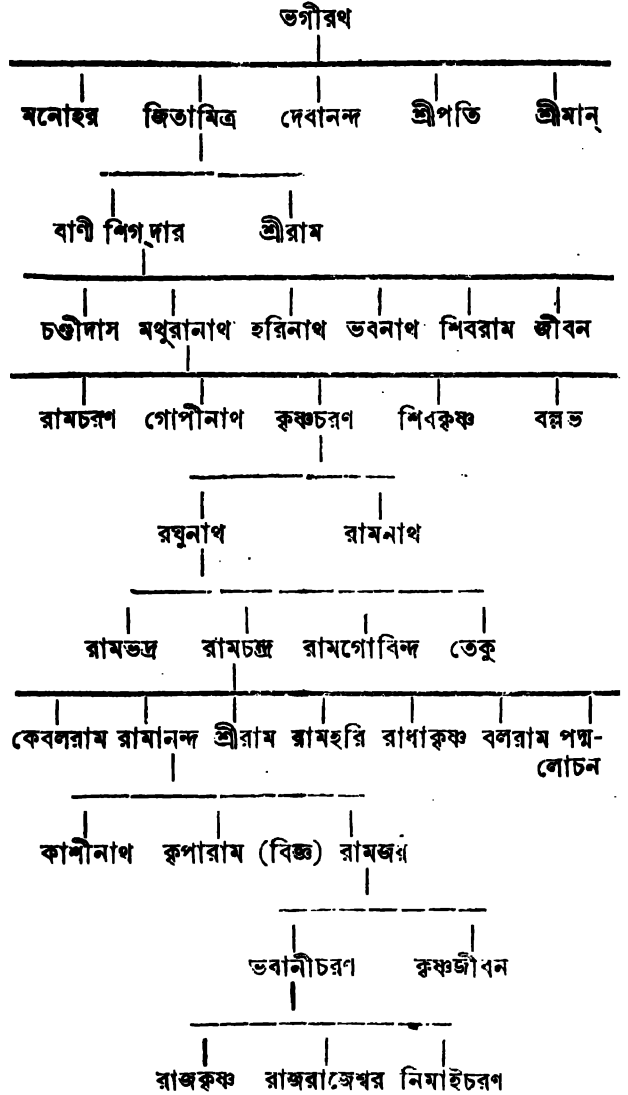 ভগীরথ
মনোহর জিতামিত্র দেবানন্দ শ্রীপতি শ্রীমান্
বাণী শিগ্দার শ্রীরাম
চণ্ডীদাস মথুরানাথ হরিনাথ ভবনাথ শিবরাম জীবন
রামচরণ গোপীনাথ কৃষ্ণচরণ শিবকৃষ্ণ বল্লভ
রঘুনাথ রামনাথ
রামভদ্র রামচন্দ্র রামগোবিন্দ তেকু
কেবলরাম রামানন্দ শ্রীরাম রামহরি রাধাকৃষ্ণ বলরাম পদ্ম-
লোচন
কাশীনাথ কৃপারাম (বিজ্ঞ) রামজয়
ভবানীচরণ কৃষ্ণজীবন
রাজকৃষ্ণ রাজরাজেশ্বর নিমাইচরণ